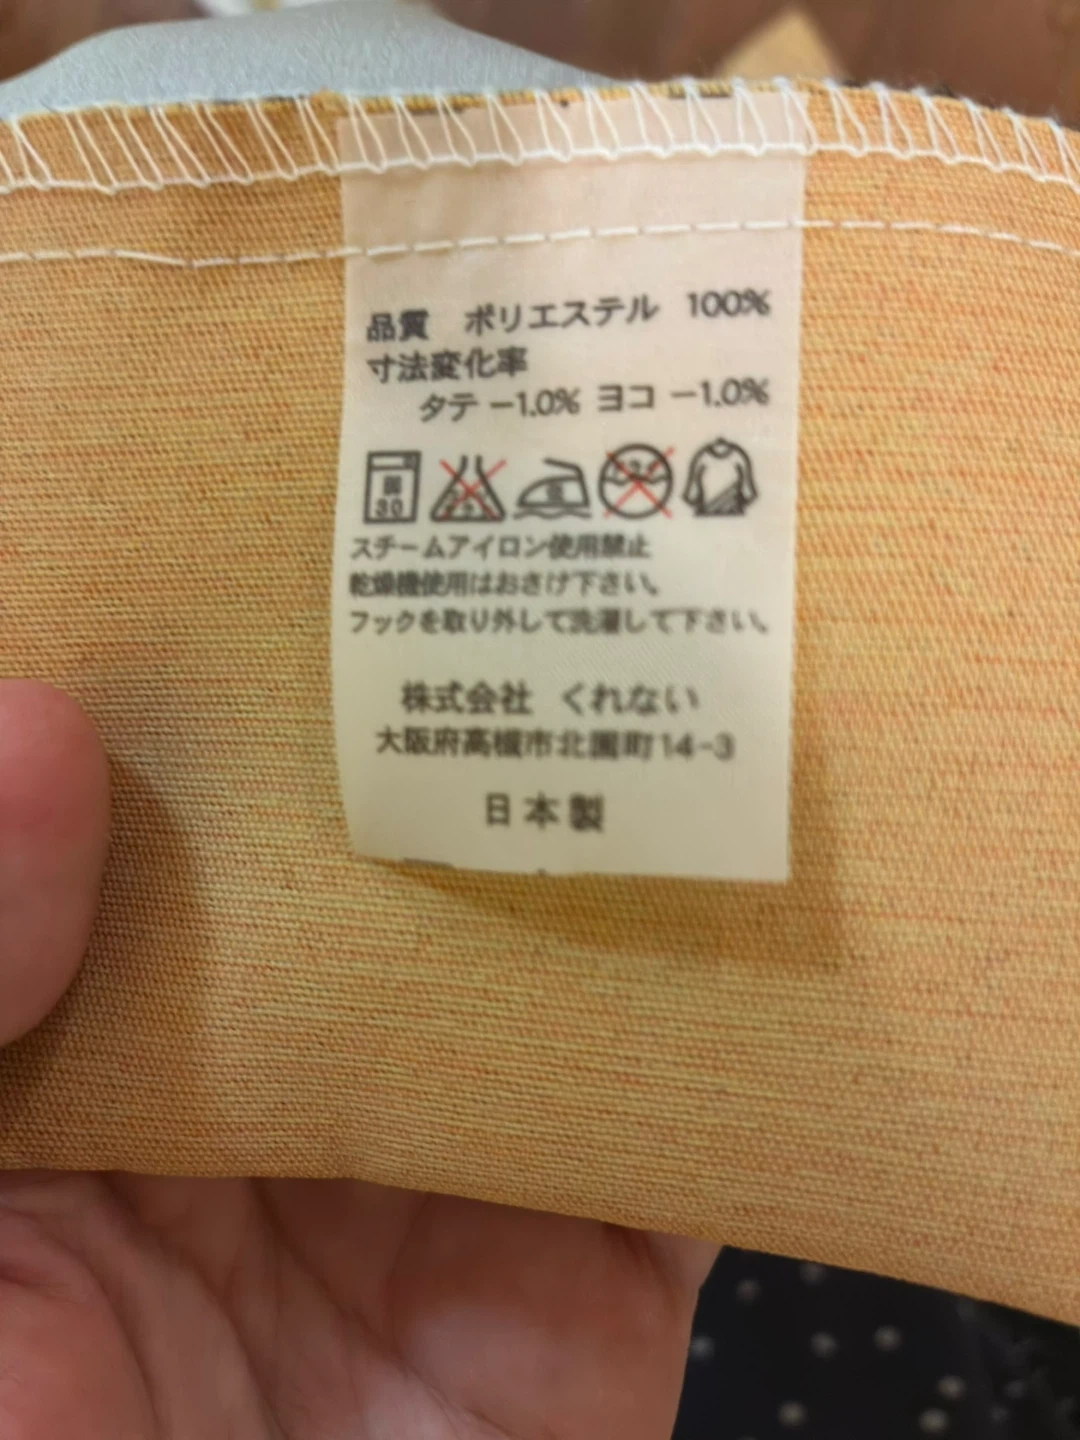 品質 ポリエステル 100%
寸法変化率
タテ -1.0% ヨコ -1.0%
弱
30
スチームアイロン使用禁止
乾燥機使用はおさけ下さい。
フックを取り外して洗濯して下さい。
株式会社 くれない
大阪府高槻市北園町14-3
日本製